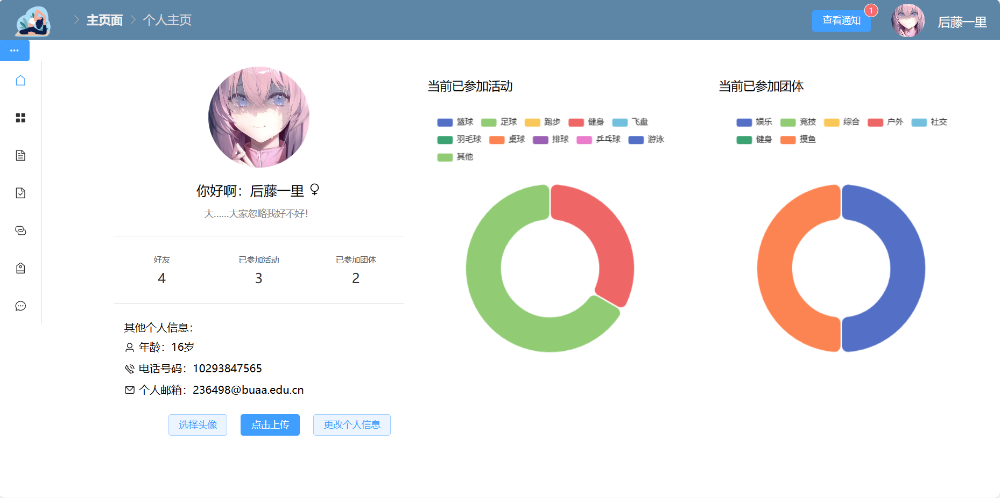 主页面 个人主页 查看通知 1 后藤一里
当前已参加活动
当前已参加团体
篮球 足球 跑步 健身 飞盘
羽毛球 桌球 排球 乒乓球 游泳
其他
娱乐 竞技 综合 户外 社交
健身 摸鱼
你好啊：后藤一里
大……大家忽略我好不好！
好友 已参加活动 已参加团体
4 3 2
其他个人信息：
年龄：16岁
电话号码：10293847565
个人邮箱：236498@buaa.edu.cn
选择头像 点击上传 更改个人信息